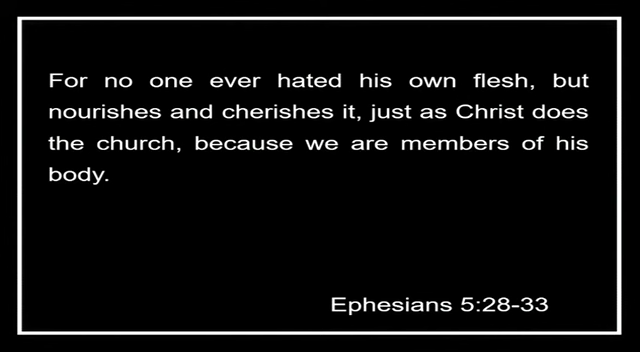 For no one ever hated his own flesh, but
nourishes and cherishes it, just as Christ does
the church, because we are members of his
body.
Ephesians 5:28-33